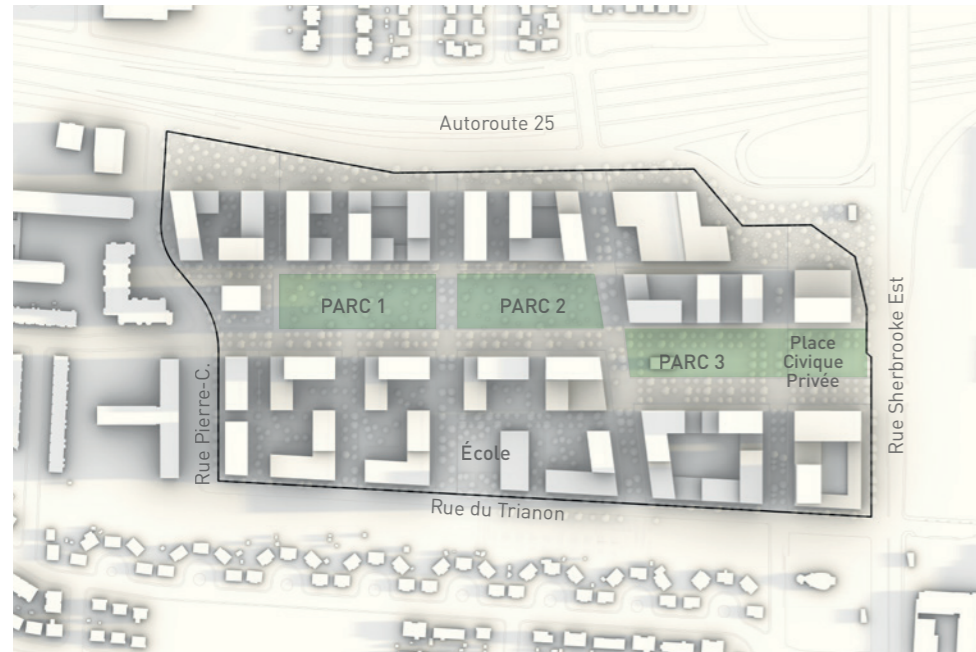 Autoroute 25
PARC 1
PARC 2
PARC 3
Place
Civique
Privée
Rue Sherbrooke Est
Rue Pierre-C.
École
Rue du Trianon